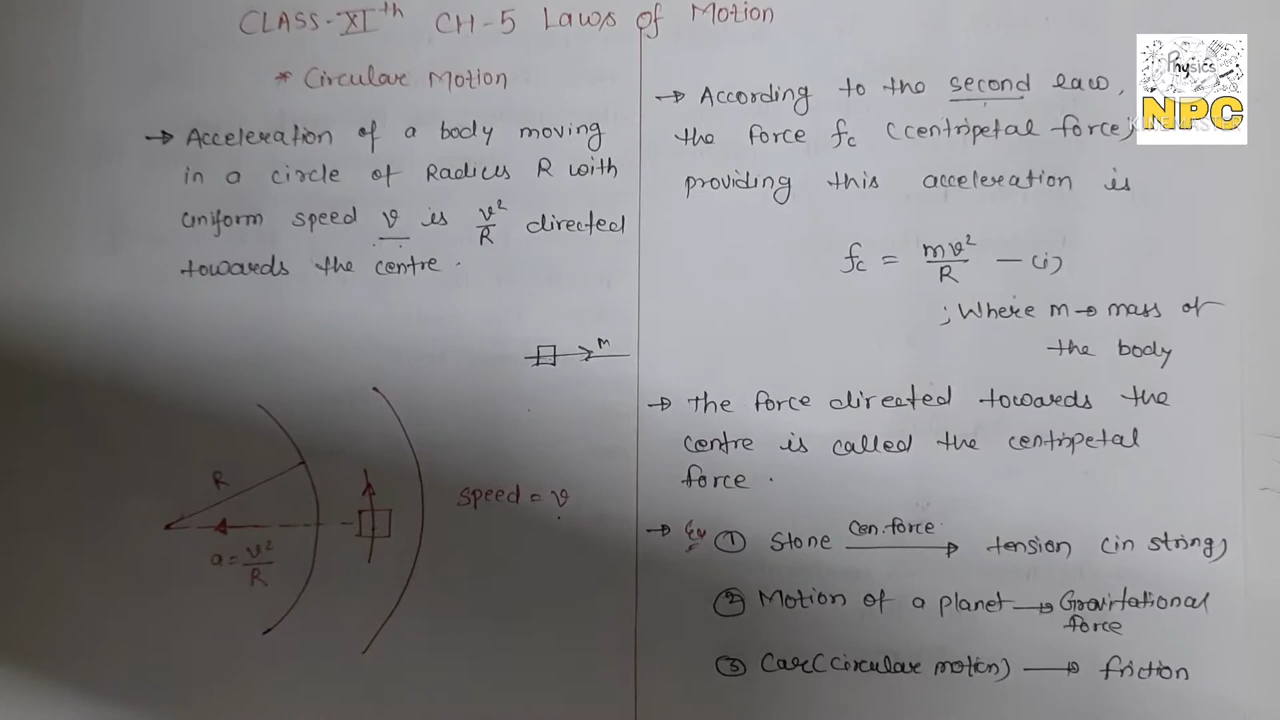 CLASS-XIth CH-5 Laws of Motion
* Circular Motion
→ Acceleration of a body moving
in a circle of Radius R with
uniform speed v is v²/R directed
towards the centre.
M
R
a = v²/R
speed = v
→ According to the second law,
the force fc (centripetal force)
providing this acceleration is
fc = mv²/R — (i)
; Where m → mass of
the body
→ The force directed towards the
centre is called the centripetal
force.
→ Eg ① Stone Cen. force → tension (in string)
② Motion of a planet → Gravitational
force
③ Car (circular motion) → friction
Physics
NPC